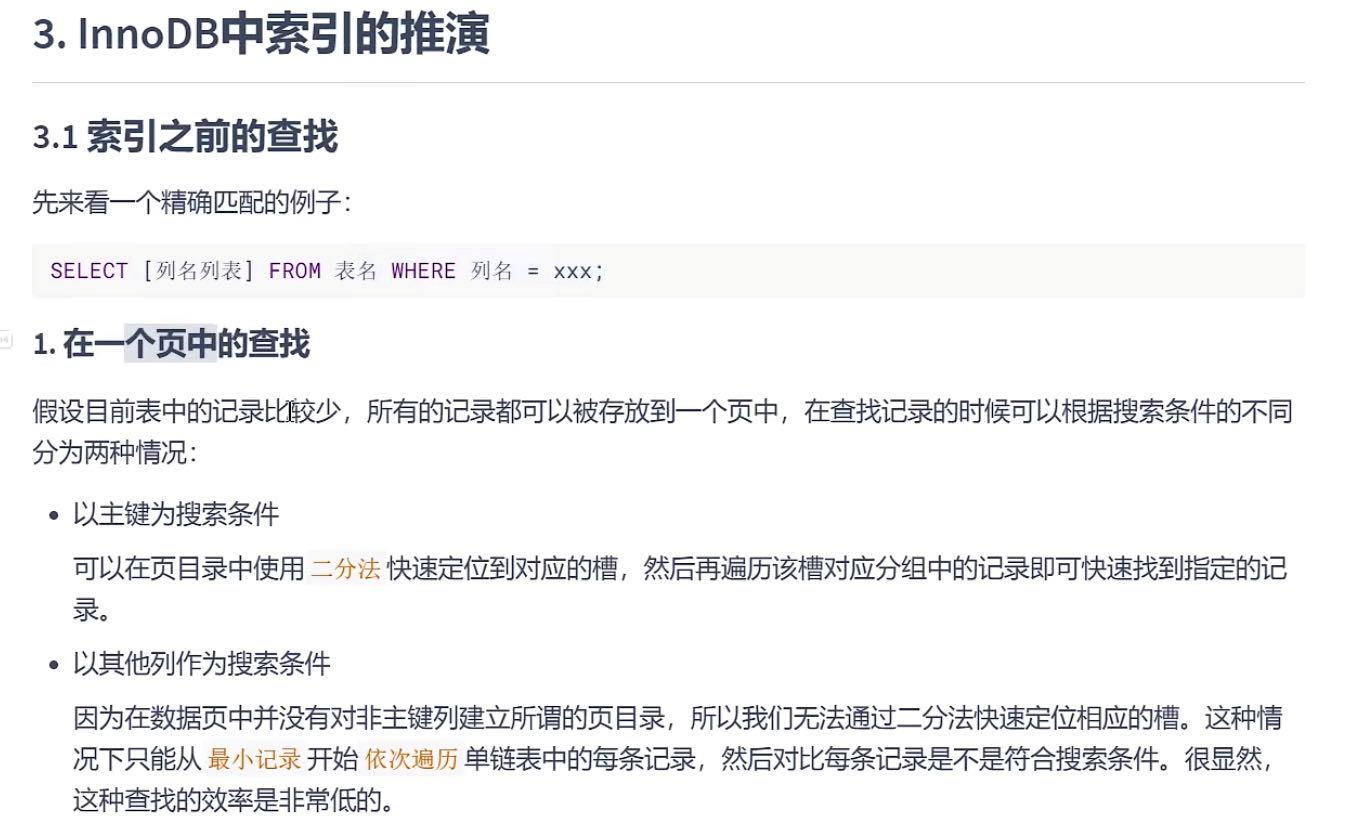 3. InnoDB中索引的推演
3.1 索引之前的查找
先来看一个精确匹配的例子：
SELECT [列名列表] FROM 表名 WHERE 列名 = xxx;
1. 在一个页中的查找
假设目前表中的记录比较少，所有的记录都可以被存放到一个页中，在查找记录的时候可以根据搜索条件的不同
分为两种情况：
• 以主键为搜索条件
可以在页目录中使用 二分法 快速定位到对应的槽，然后再遍历该槽对应分组中的记录即可快速找到指定的记
录。
• 以其他列作为搜索条件
因为在数据页中并没有对非主键列建立所谓的页目录，所以我们无法通过二分法快速定位相应的槽。这种情
况下只能从 最小记录 开始 依次遍历 单链表中的每条记录，然后对比每条记录是不是符合搜索条件。很显然，
这种查找的效率是非常低的。